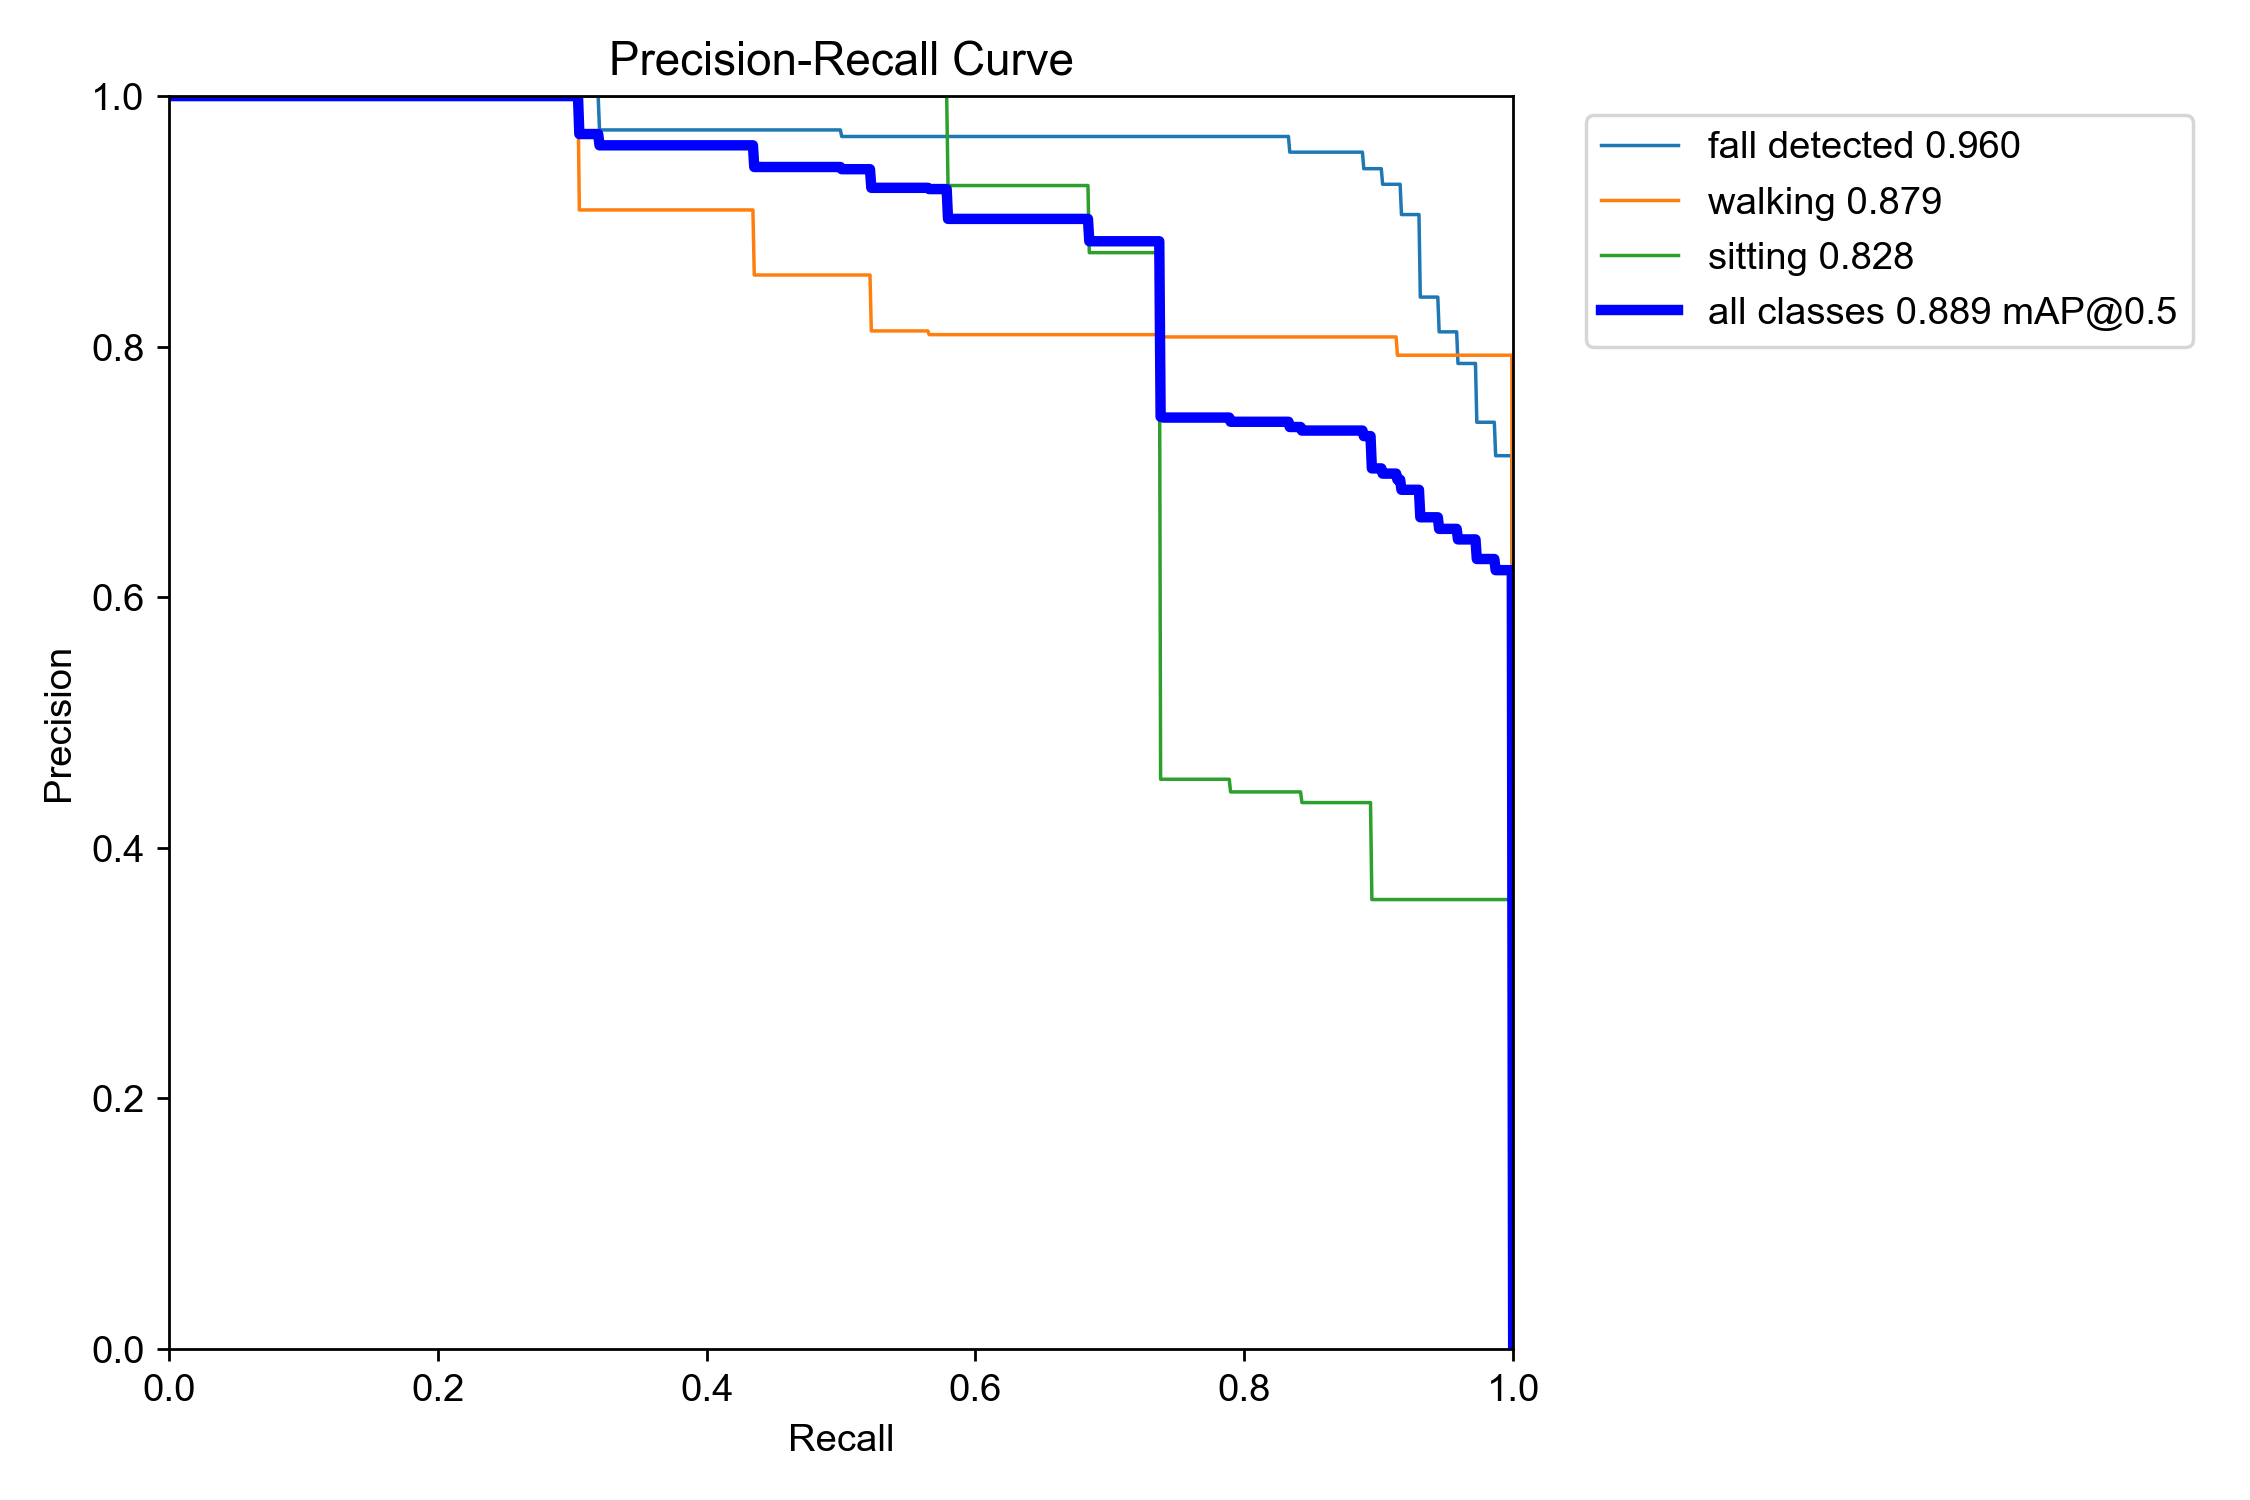 Precision-Recall Curve
1.0
0.8
0.6
0.4
0.2
0.0
Precision
0.0 0.2 0.4 0.6 0.8 1.0
Recall
fall detected 0.960
walking 0.879
sitting 0.828
all classes 0.889 mAP@0.5